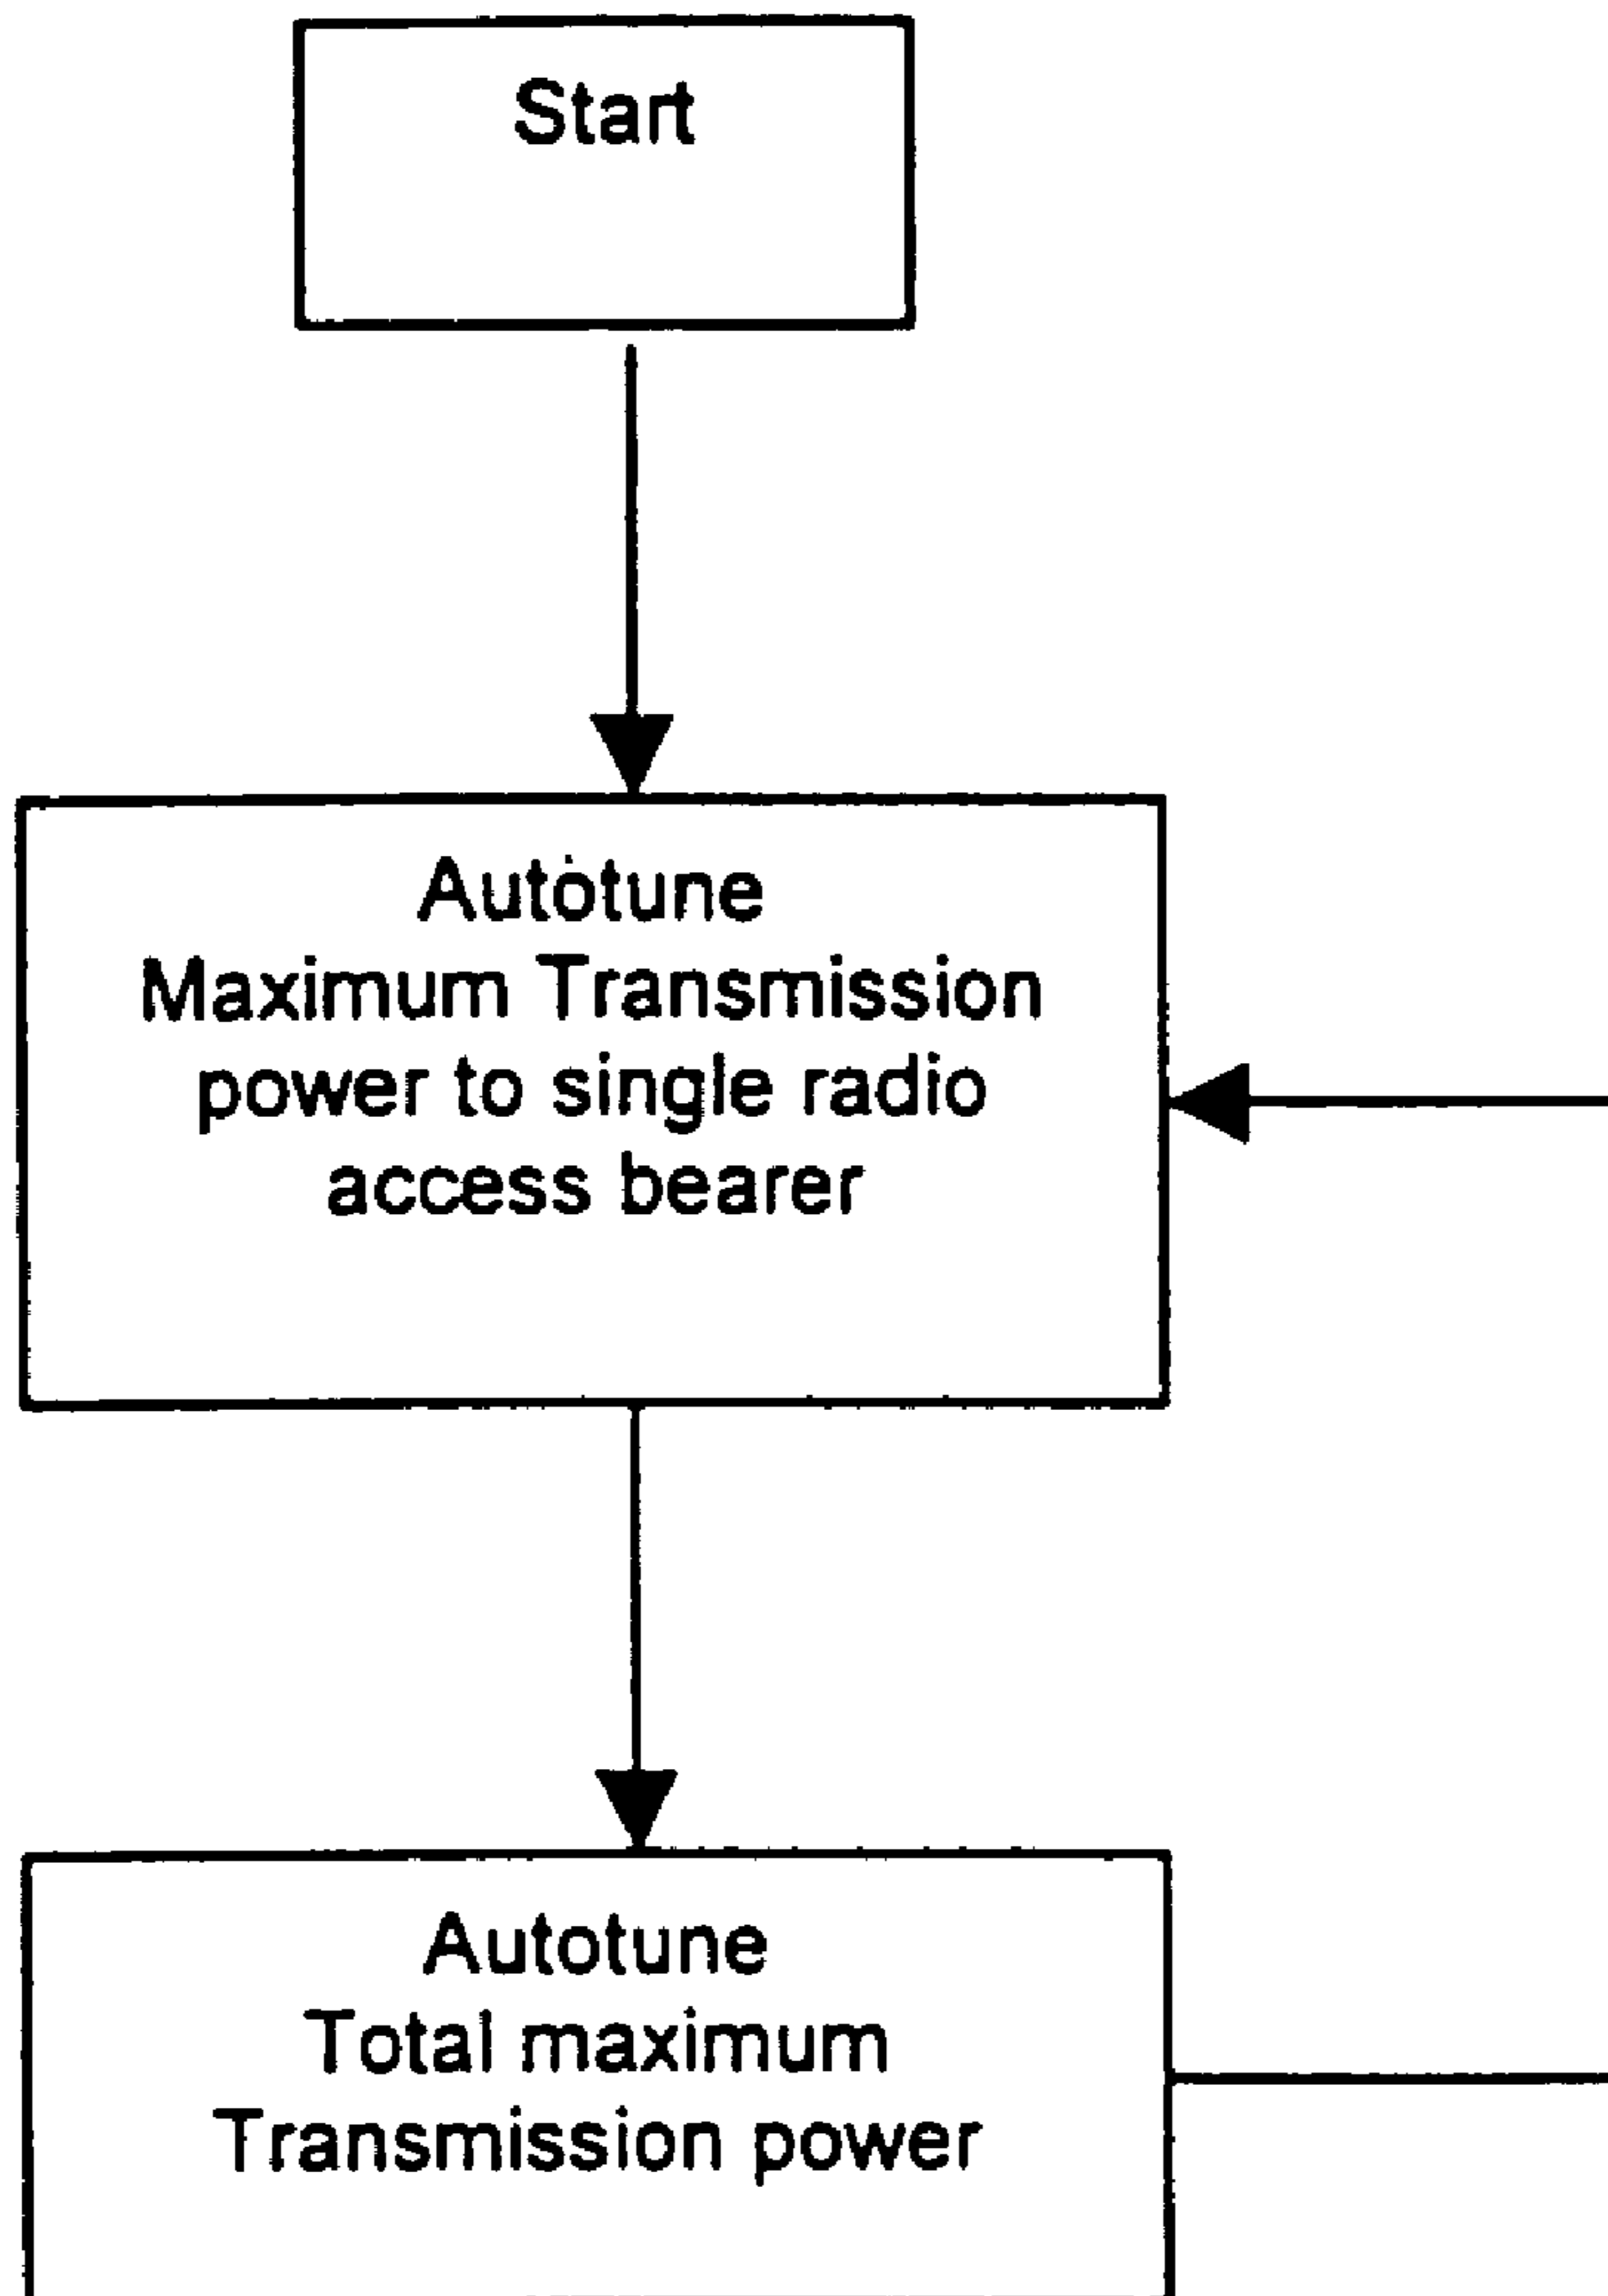 Start
Autotune
Maximum Transmission
power to single radio
access bearer
Autotune
Total maximum
Transmission power